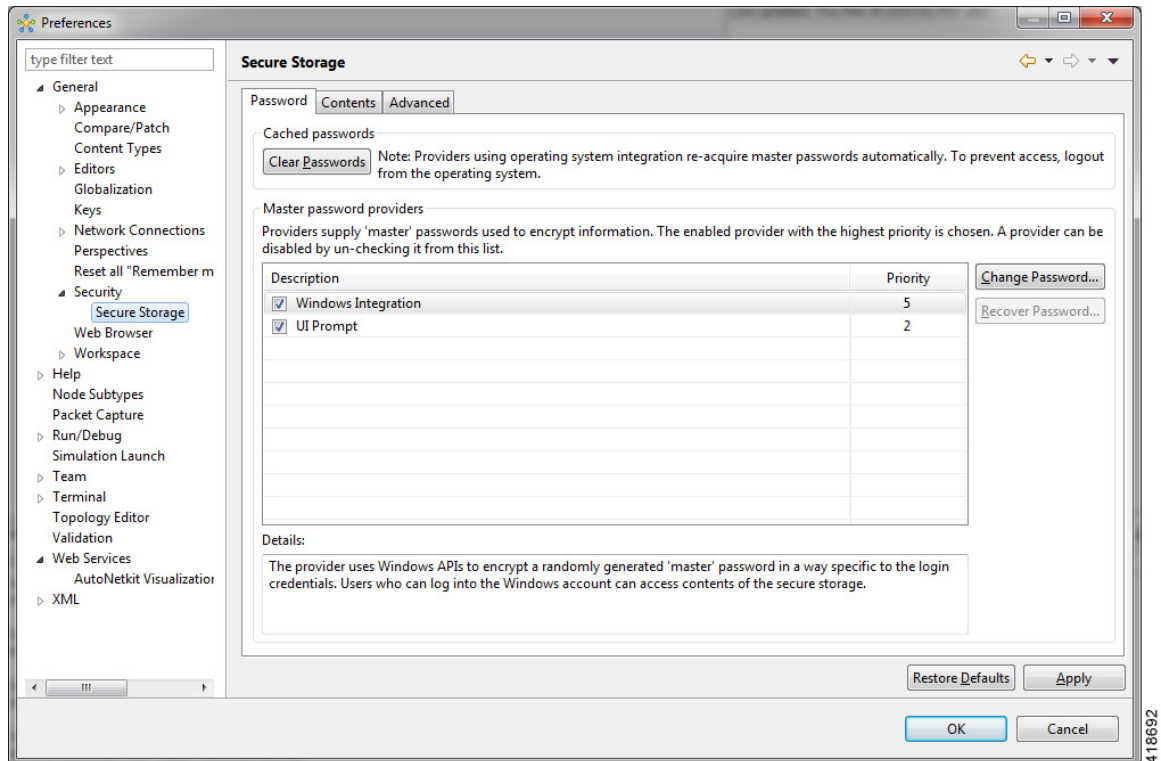 Preferences
type filter text
General
Appearance
Compare/Patch
Content Types
Editors
Globalization
Keys
Network Connections
Perspectives
Reset all "Remember m
Security
Secure Storage
Web Browser
Workspace
Help
Node Subtypes
Packet Capture
Run/Debug
Simulation Launch
Team
Terminal
Topology Editor
Validation
Web Services
AutoNetkit Visualization
XML
Secure Storage
Password Contents Advanced
Cached passwords
Clear Passwords
Note: Providers using operating system integration re-acquire master passwords automatically. To prevent access, logout
from the operating system.
Master password providers
Providers supply 'master' passwords used to encrypt information. The enabled provider with the highest priority is chosen. A provider can be
disabled by un-checking it from this list.
Description Priority
Windows Integration 5
UI Prompt 2
Change Password...
Recover Password...
Details:
The provider uses Windows APIs to encrypt a randomly generated 'master' password in a way specific to the login
credentials. Users who can log into the Windows account can access contents of the secure storage.
Restore Defaults Apply
OK Cancel
418692